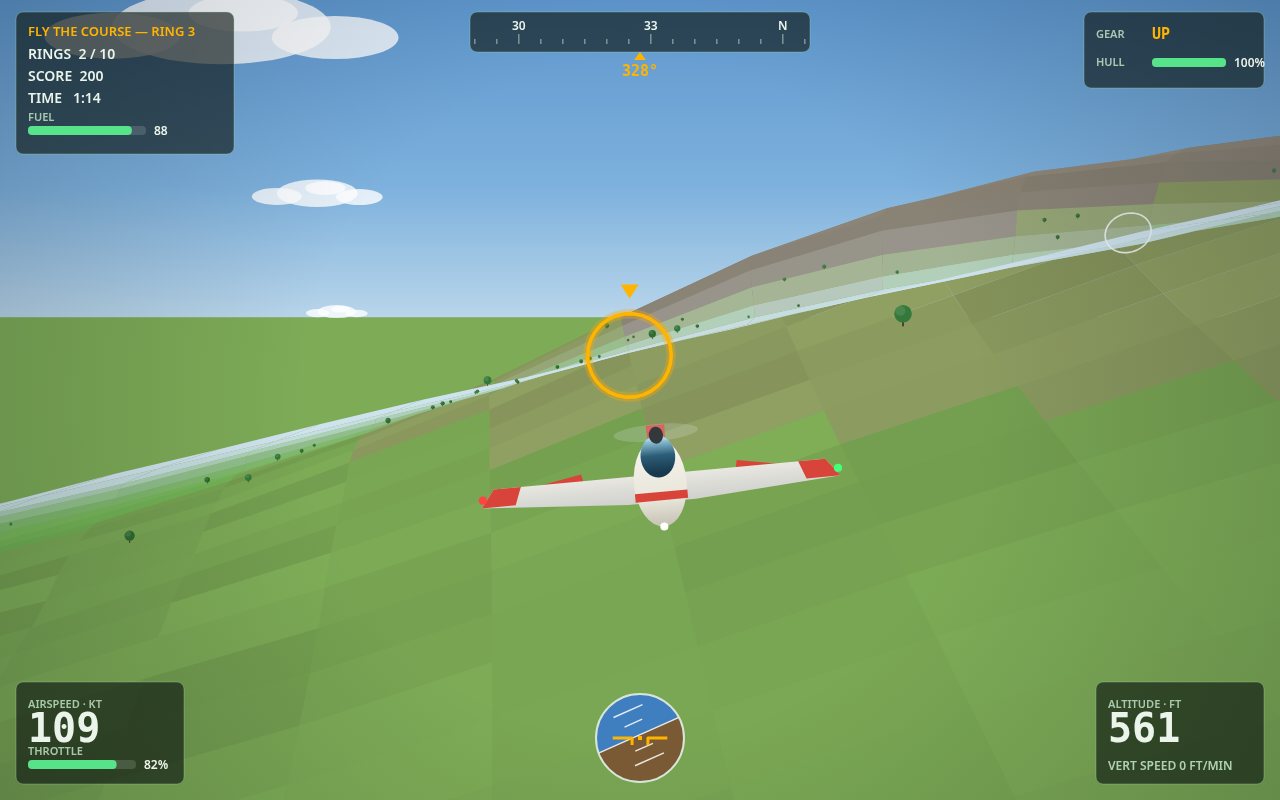 FLY THE COURSE — RING 3
RINGS 2 / 10
SCORE 200
TIME 1:14
FUEL
88
30 33 N
328°
GEAR UP
HULL 100%
AIRSPEED · KT
109
THROTTLE
82%
ALTITUDE · FT
561
VERT SPEED 0 FT/MIN